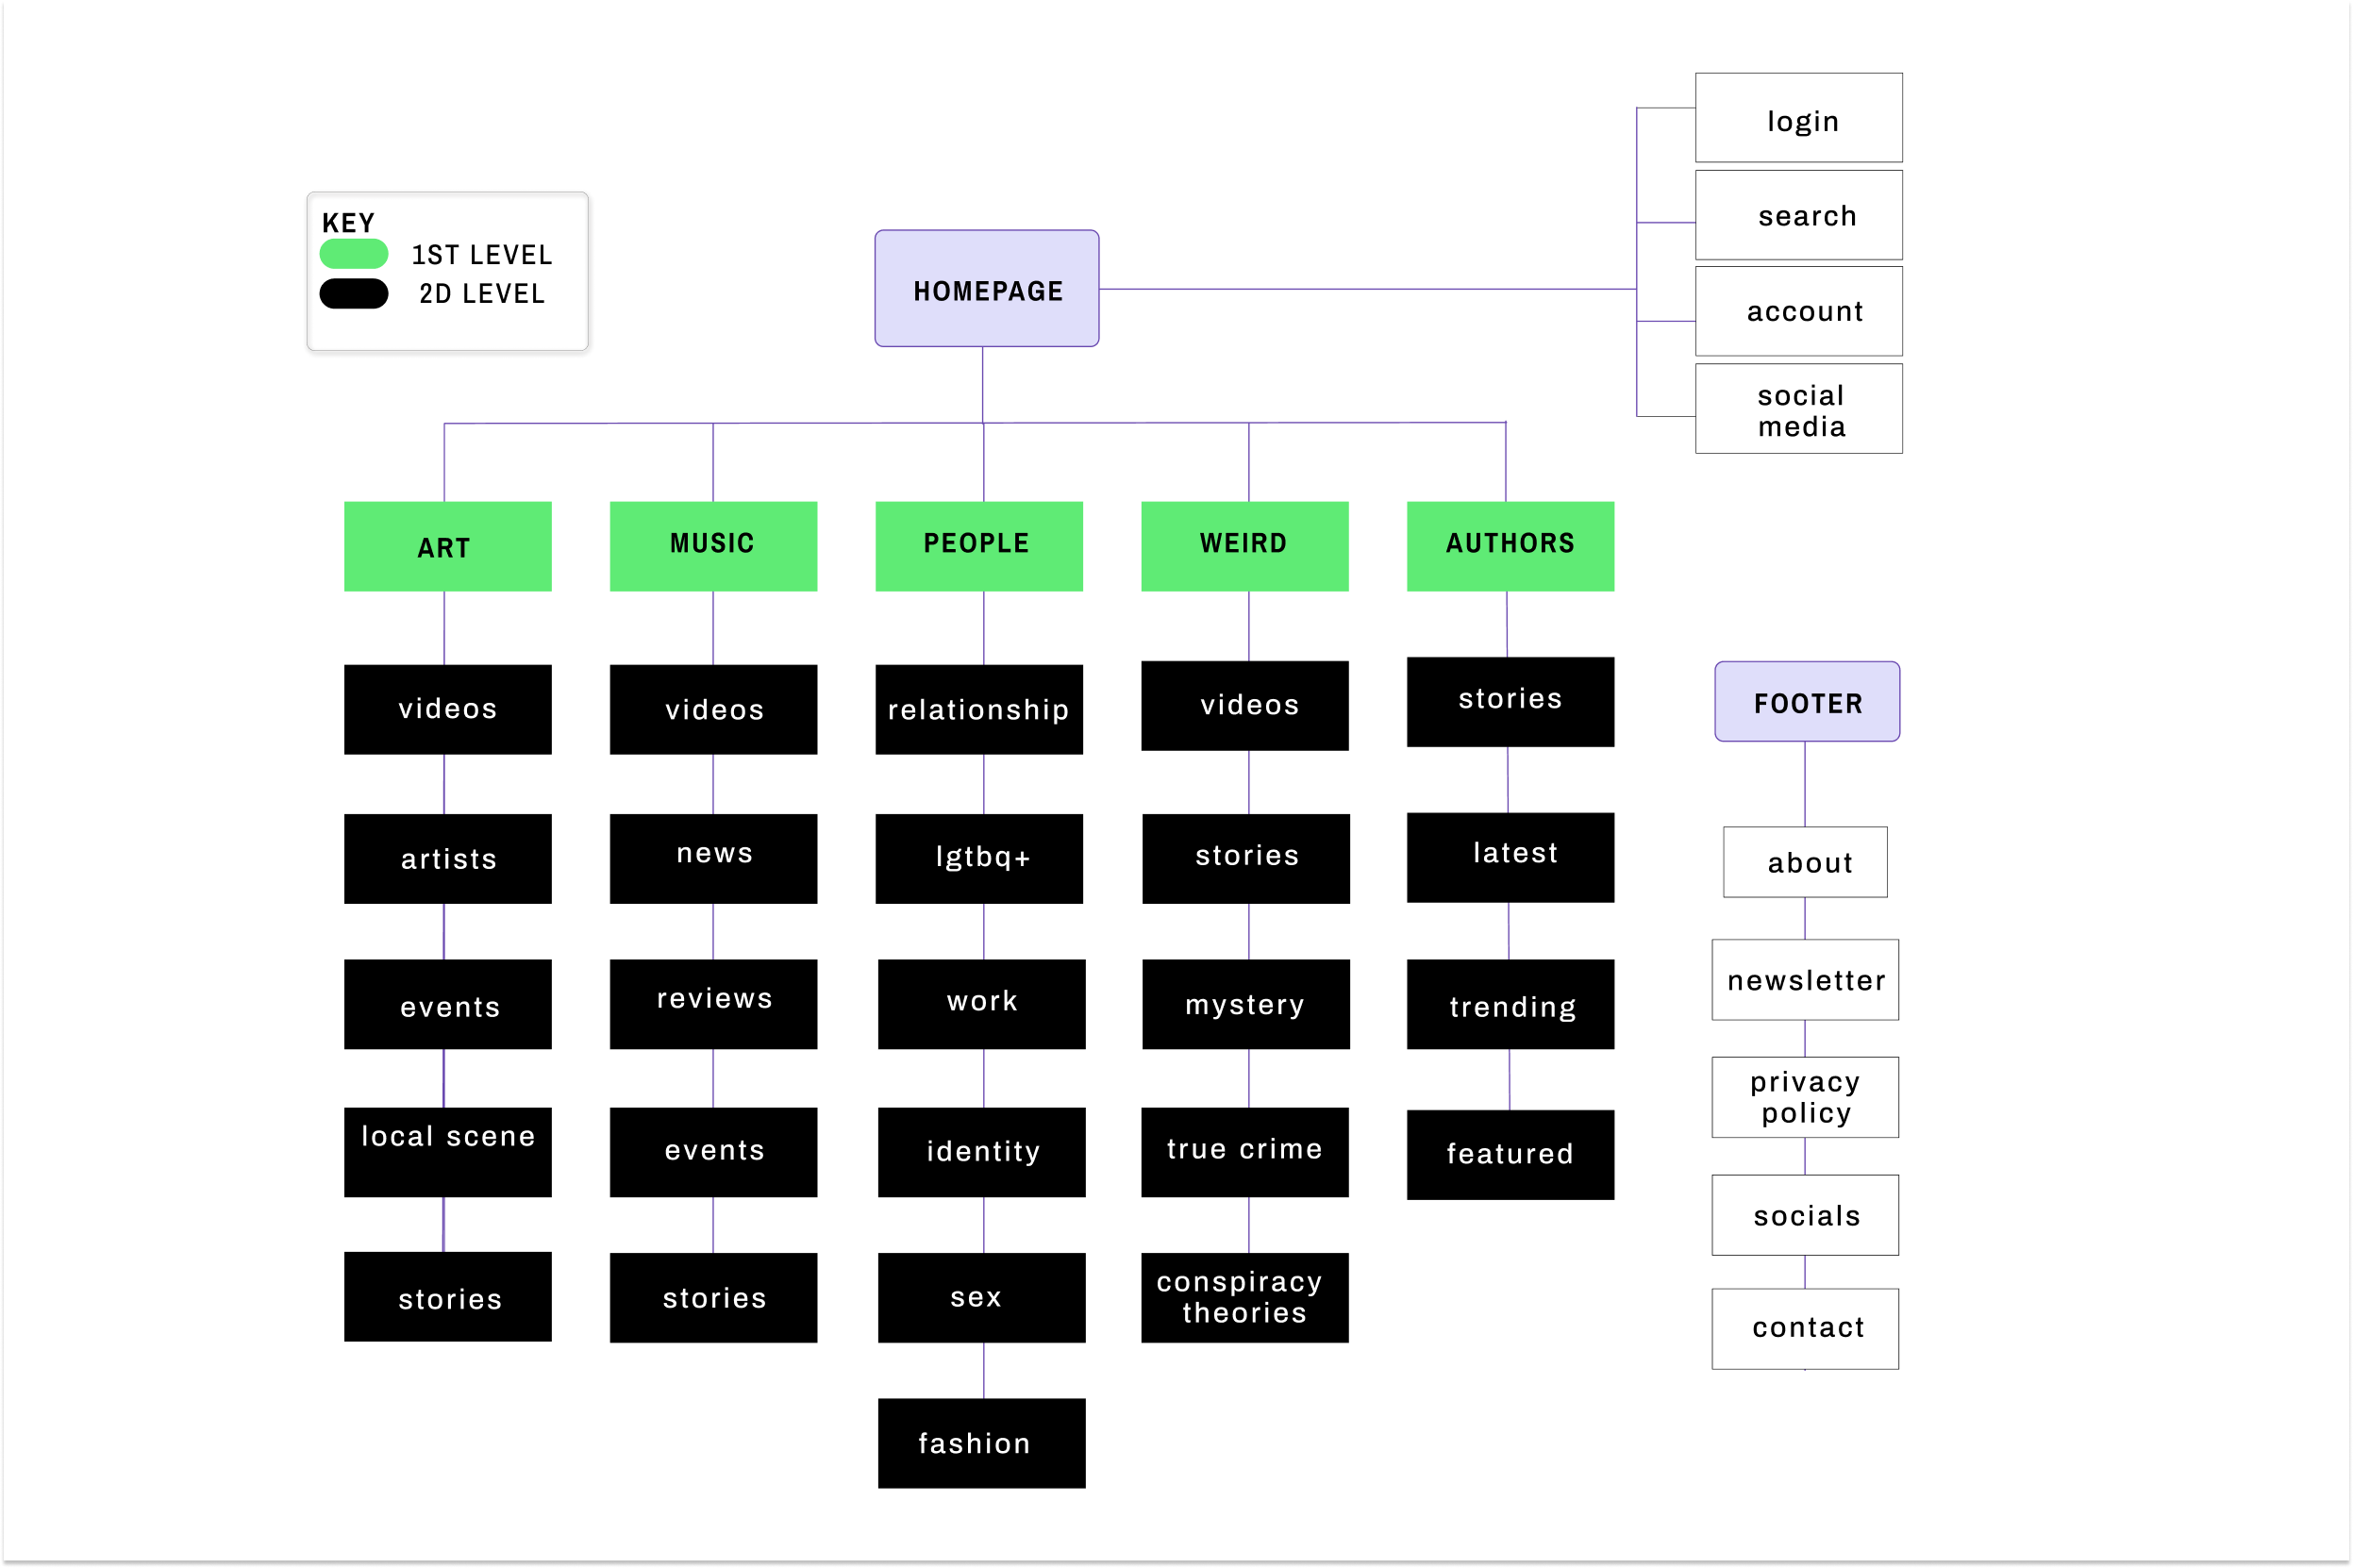 login
search
account
social
media
KEY
1ST LEVEL
2D LEVEL
HOMEPAGE
ART
MUSIC
PEOPLE
WEIRD
AUTHORS
videos
artists
events
local scene
stories
videos
news
reviews
events
stories
relationship
lgtbq+
work
identity
sex
fashion
videos
stories
mystery
true crime
conspiracy
theories
stories
latest
trending
featured
FOOTER
about
newsletter
privacy
policy
socials
contact